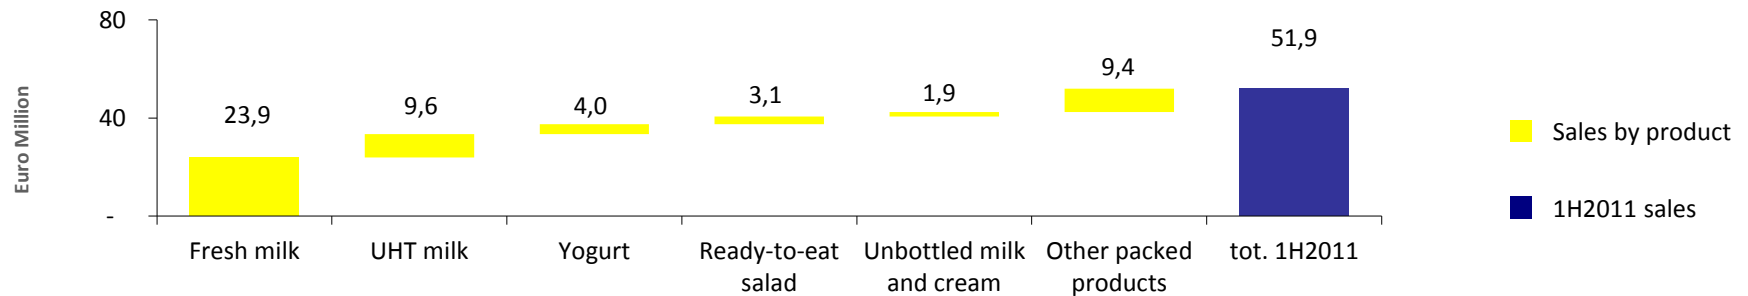 80
40
-
Euro Million
23,9
9,6
4,0
3,1
1,9
9,4
51,9
Fresh milk
UHT milk
Yogurt
Ready-to-eat
salad
Unbottled milk
and cream
Other packed
products
tot. 1H2011
Sales by product
1H2011 sales